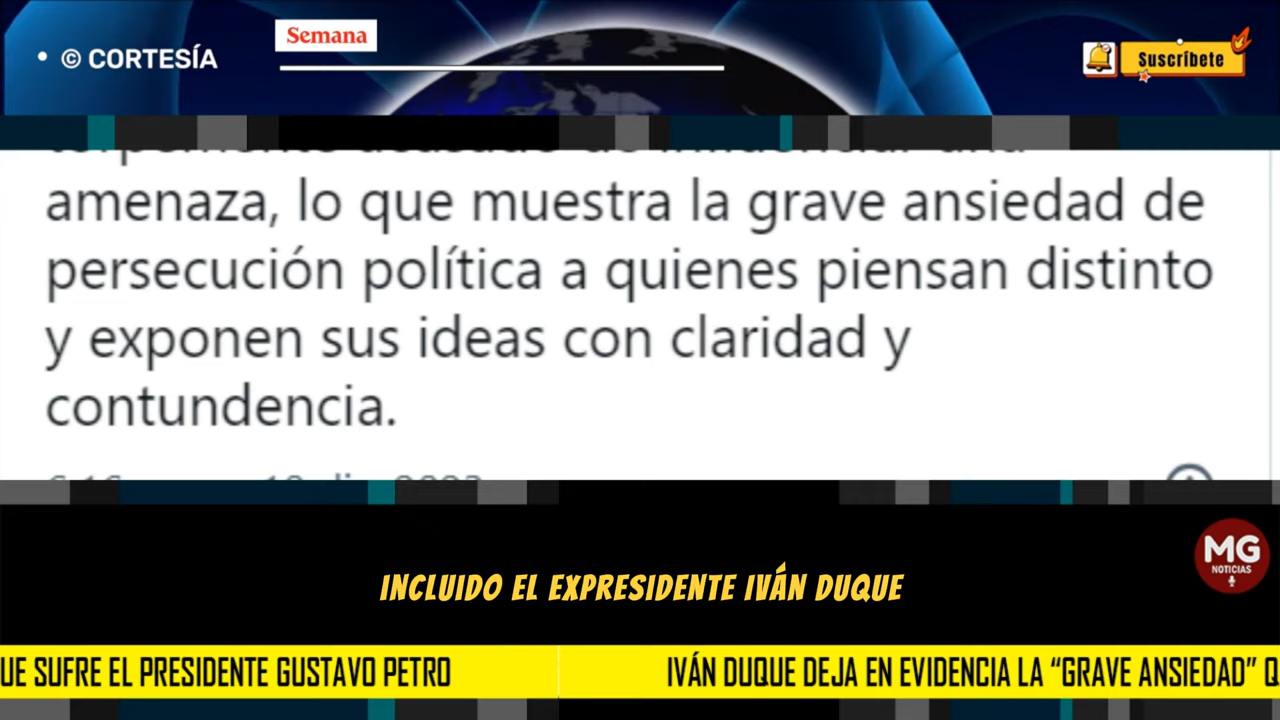 • © CORTESÍA
Semana
Suscríbete
amenaza, lo que muestra la grave ansiedad de
persecución política a quienes piensan distinto
y exponen sus ideas con claridad y
contundencia.
MG
NOTICIAS
INCLUIDO EL EXPRESIDENTE IVÁN DUQUE
UE SUFRE EL PRESIDENTE GUSTAVO PETRO
IVÁN DUQUE DEJA EN EVIDENCIA LA “GRAVE ANSIEDAD” Q